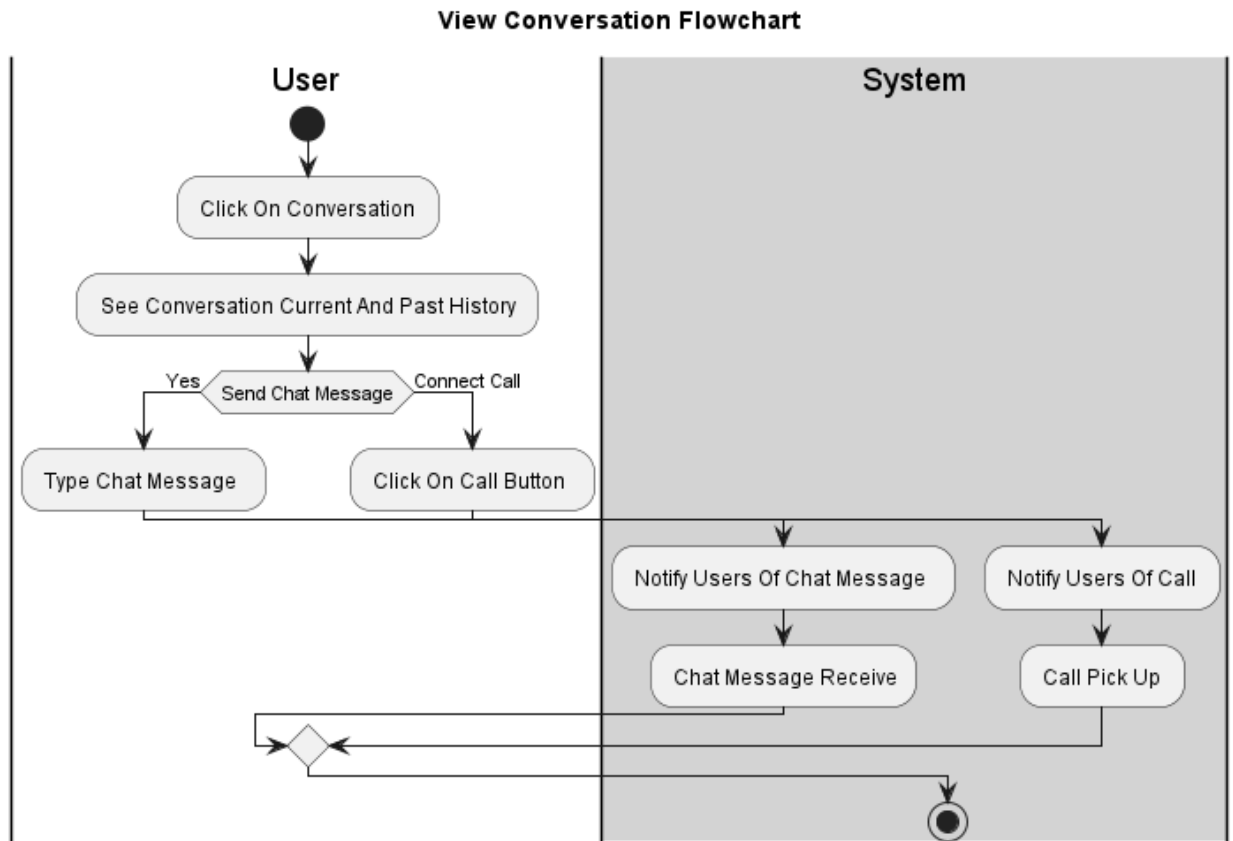 View Conversation Flowchart
User
System
Click On Conversation
See Conversation Current And Past History
Yes
Send Chat Message
Connect Call
Type Chat Message
Click On Call Button
Notify Users Of Chat Message
Notify Users Of Call
Chat Message Receive
Call Pick Up